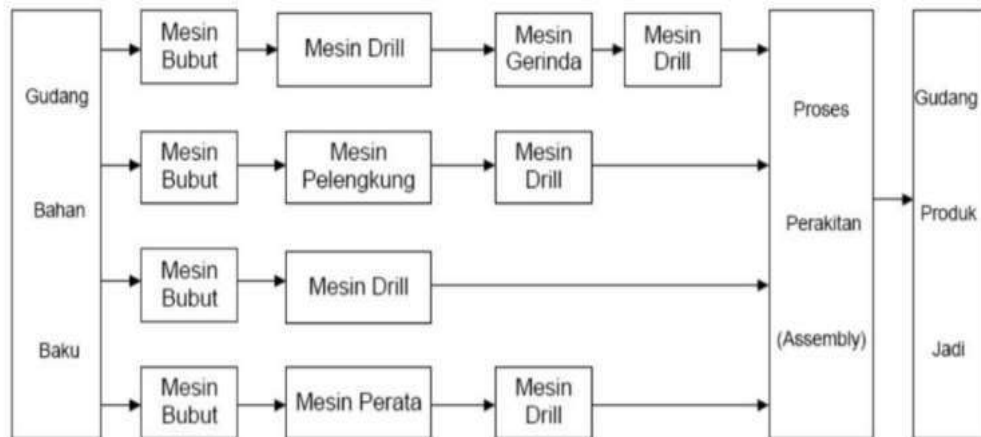 Gudang
Bahan
Baku
Mesin
Bubut
Mesin Drill
Mesin
Gerinda
Mesin
Drill
Mesin
Bubut
Mesin
Pelengkung
Mesin
Drill
Mesin
Bubut
Mesin Drill
Mesin
Bubut
Mesin Perata
Mesin
Drill
Proses
Perakitan
(Assembly)
Gudang
Produk
Jadi